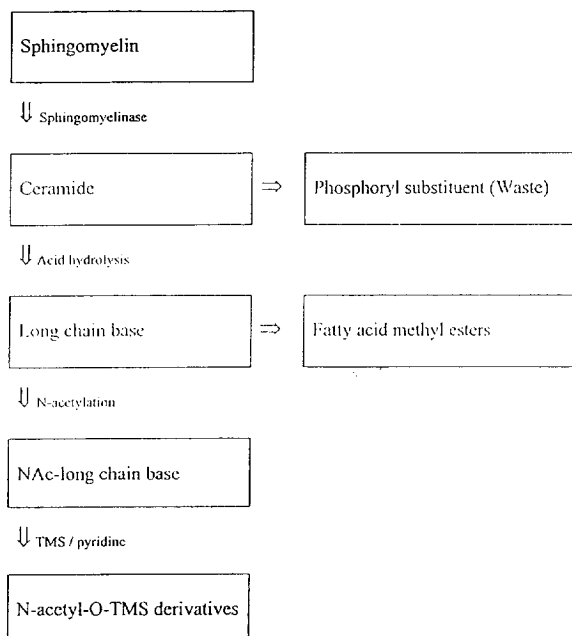 Sphingomyelin
⇓ Sphingomyelinase
Ceramide ⇒ Phosphoryl substituent (Waste)
⇓ Acid hydrolysis
Long chain base ⇒ Fatty acid methyl esters
⇓ N-acetylation
NAc-long chain base
⇓ TMS / pyridine
N-acetyl-O-TMS derivatives